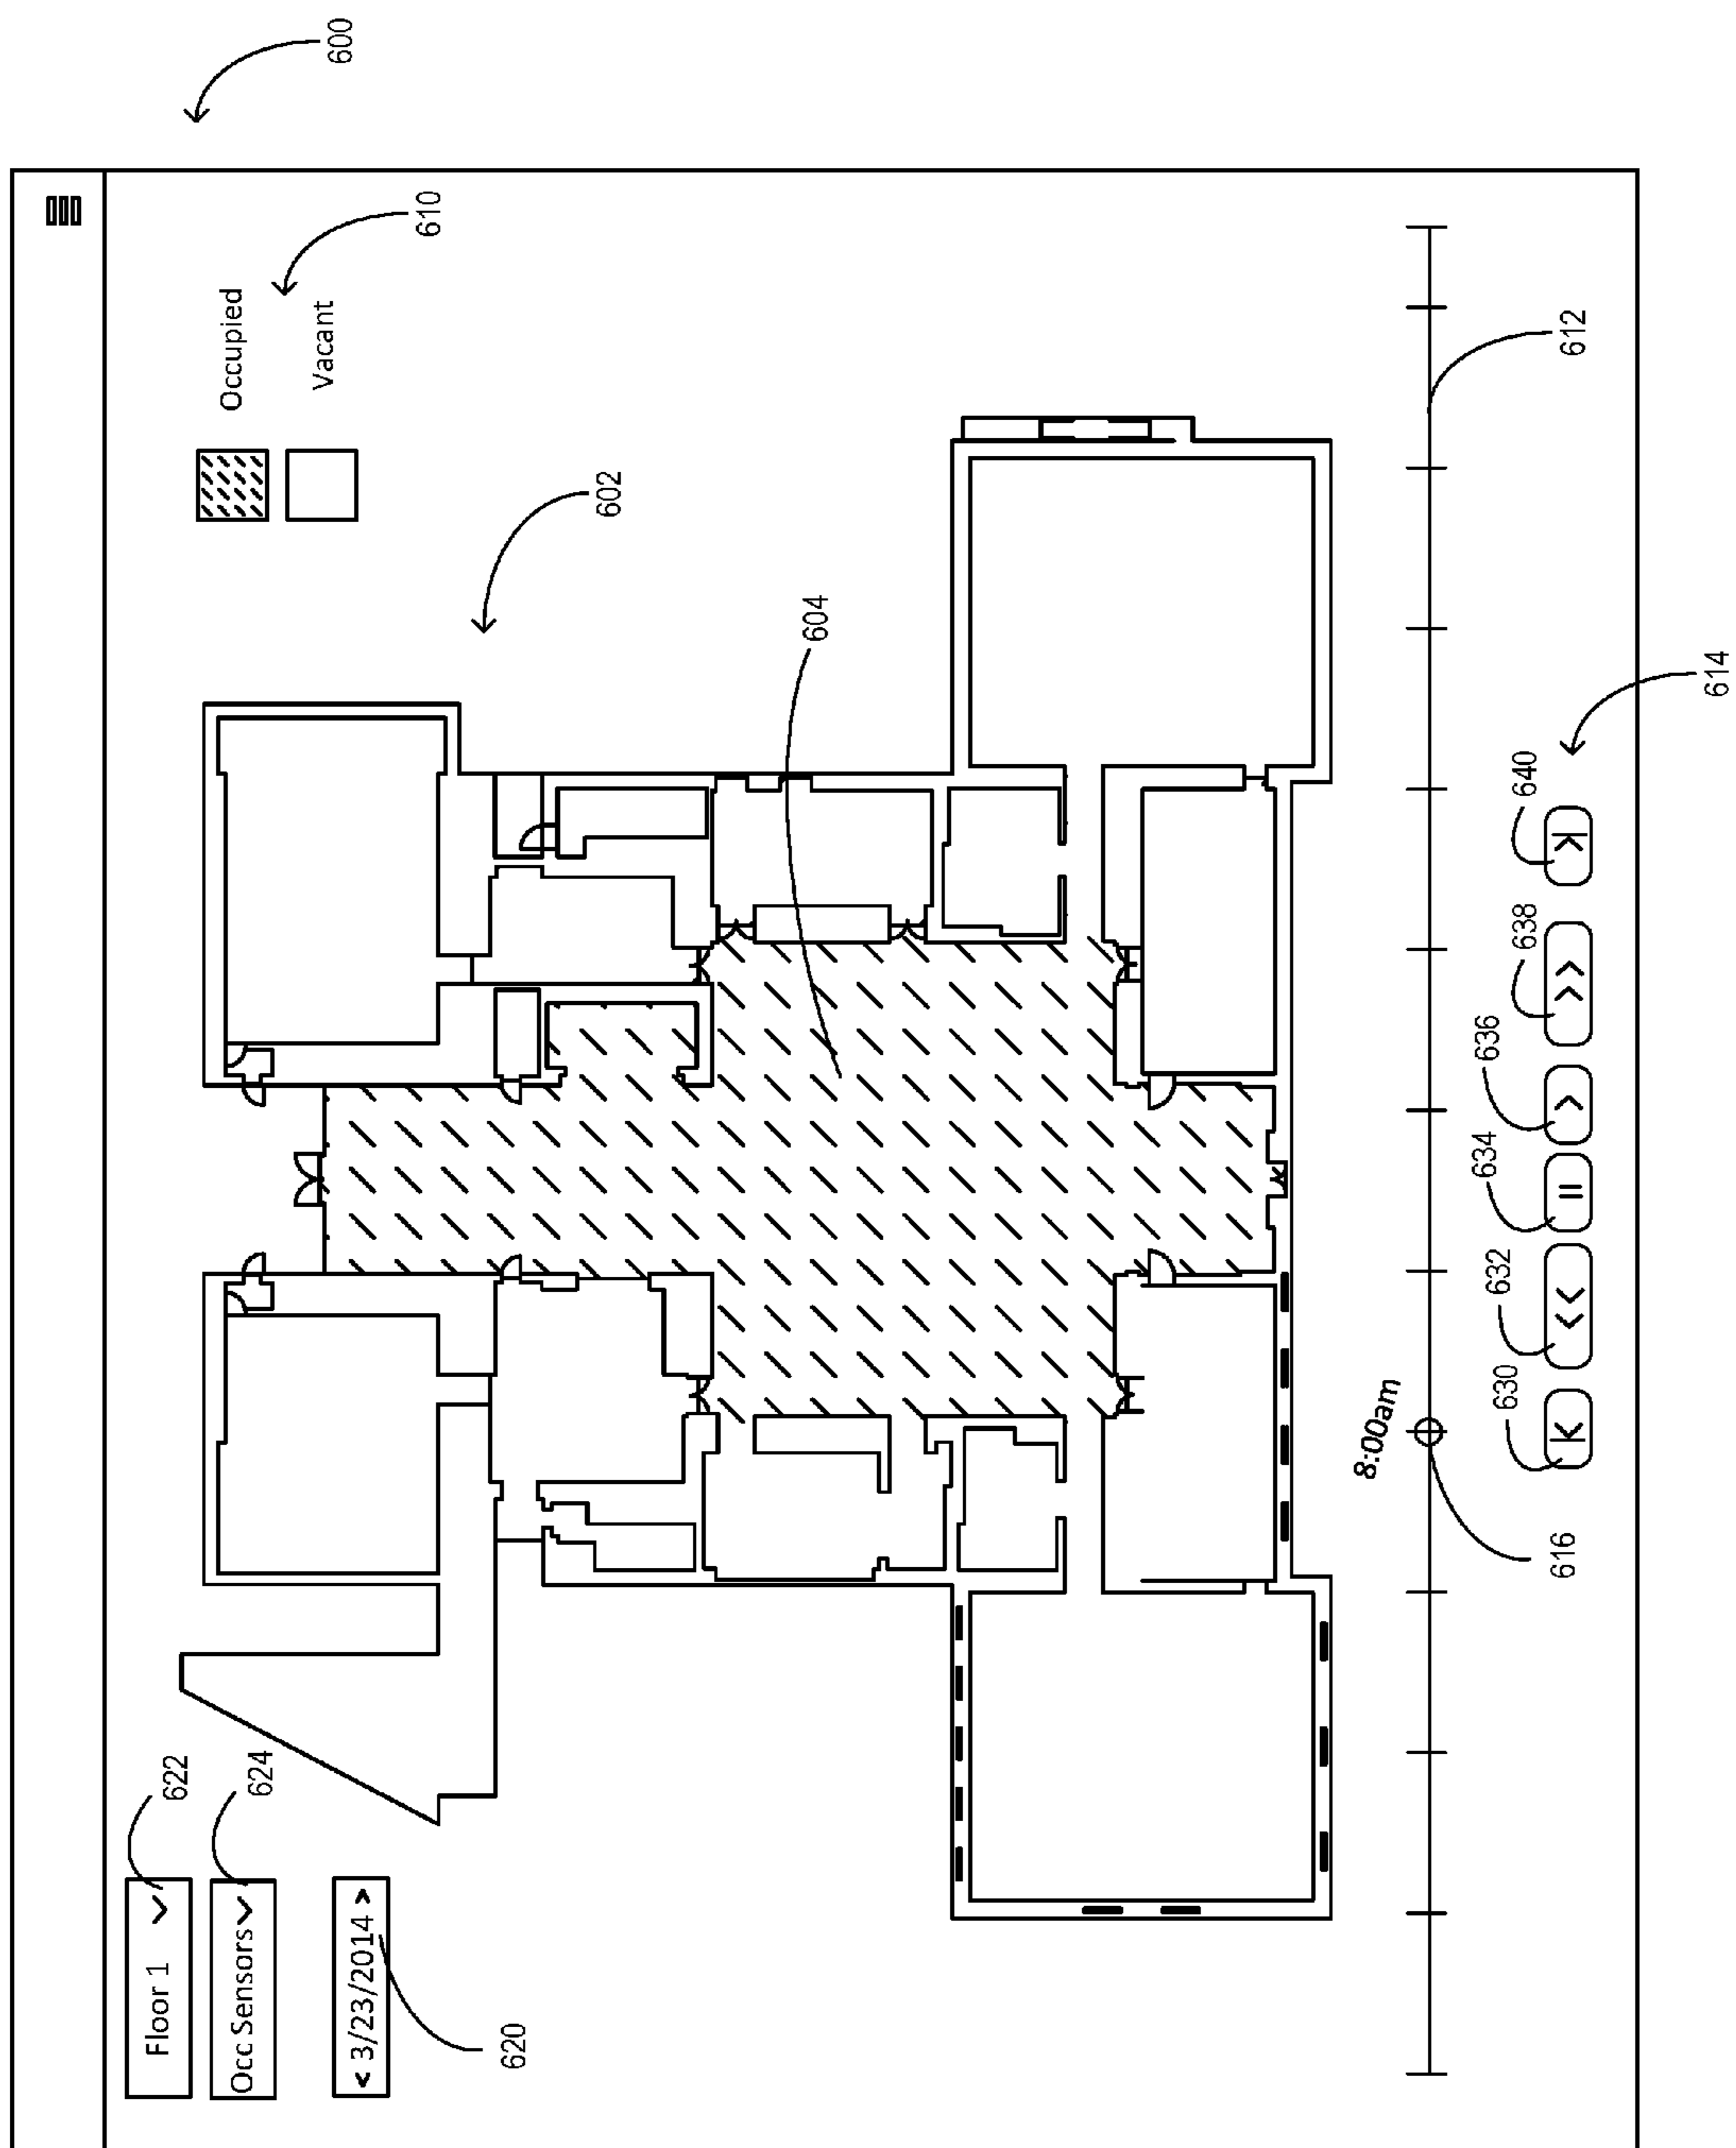 600
Floor 1
622
Occ Sensors
624
< 3/23/2014 >
620
Occupied
Vacant
610
602
604
8:00am
616
612
630
632
634
636
638
640
614